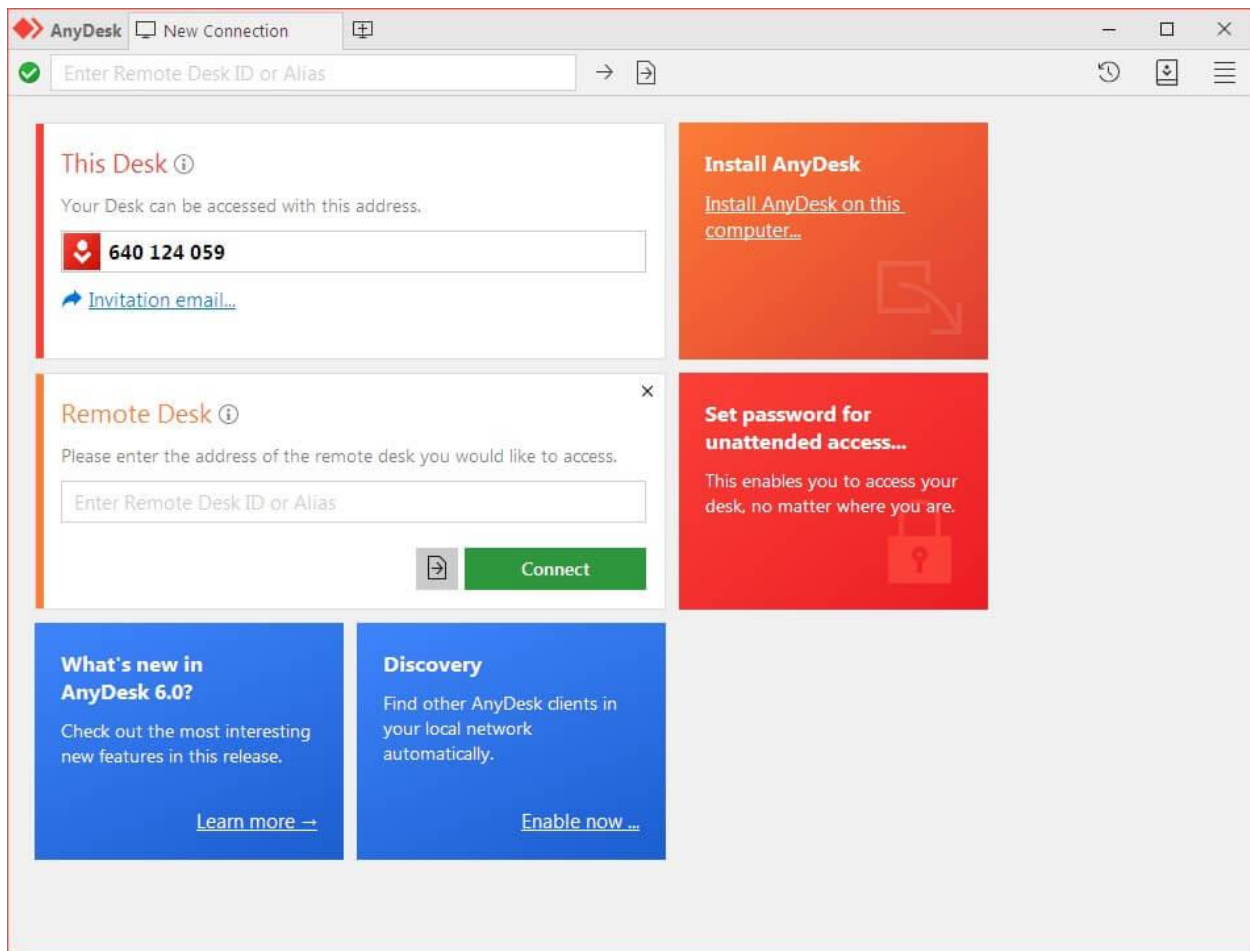 AnyDesk New Connection
Enter Remote Desk ID or Alias
This Desk
Your Desk can be accessed with this address.
640 124 059
Invitation email...
Install AnyDesk
Install AnyDesk on this
computer...
Remote Desk
Please enter the address of the remote desk you would like to access.
Enter Remote Desk ID or Alias
Connect
Set password for
unattended access...
This enables you to access your
desk, no matter where you are.
What's new in
AnyDesk 6.0?
Check out the most interesting
new features in this release.
Learn more →
Discovery
Find other AnyDesk clients in
your local network
automatically.
Enable now ...